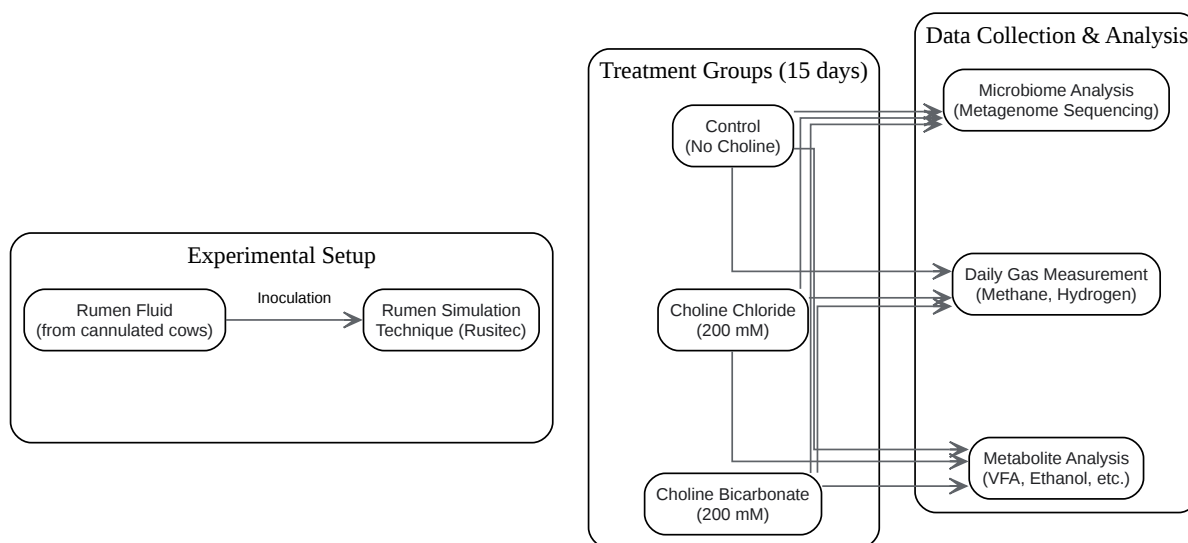 Experimental Setup
Rumen Fluid
(from cannulated cows)
Inoculation
Rumen Simulation
Technique (Rusitec)
Treatment Groups (15 days)
Control
(No Choline)
Choline Chloride
(200 mM)
Choline Bicarbonate
(200 mM)
Data Collection & Analysis
Microbiome Analysis
(Metagenome Sequencing)
Daily Gas Measurement
(Methane, Hydrogen)
Metabolite Analysis
(VFA, Ethanol, etc.)